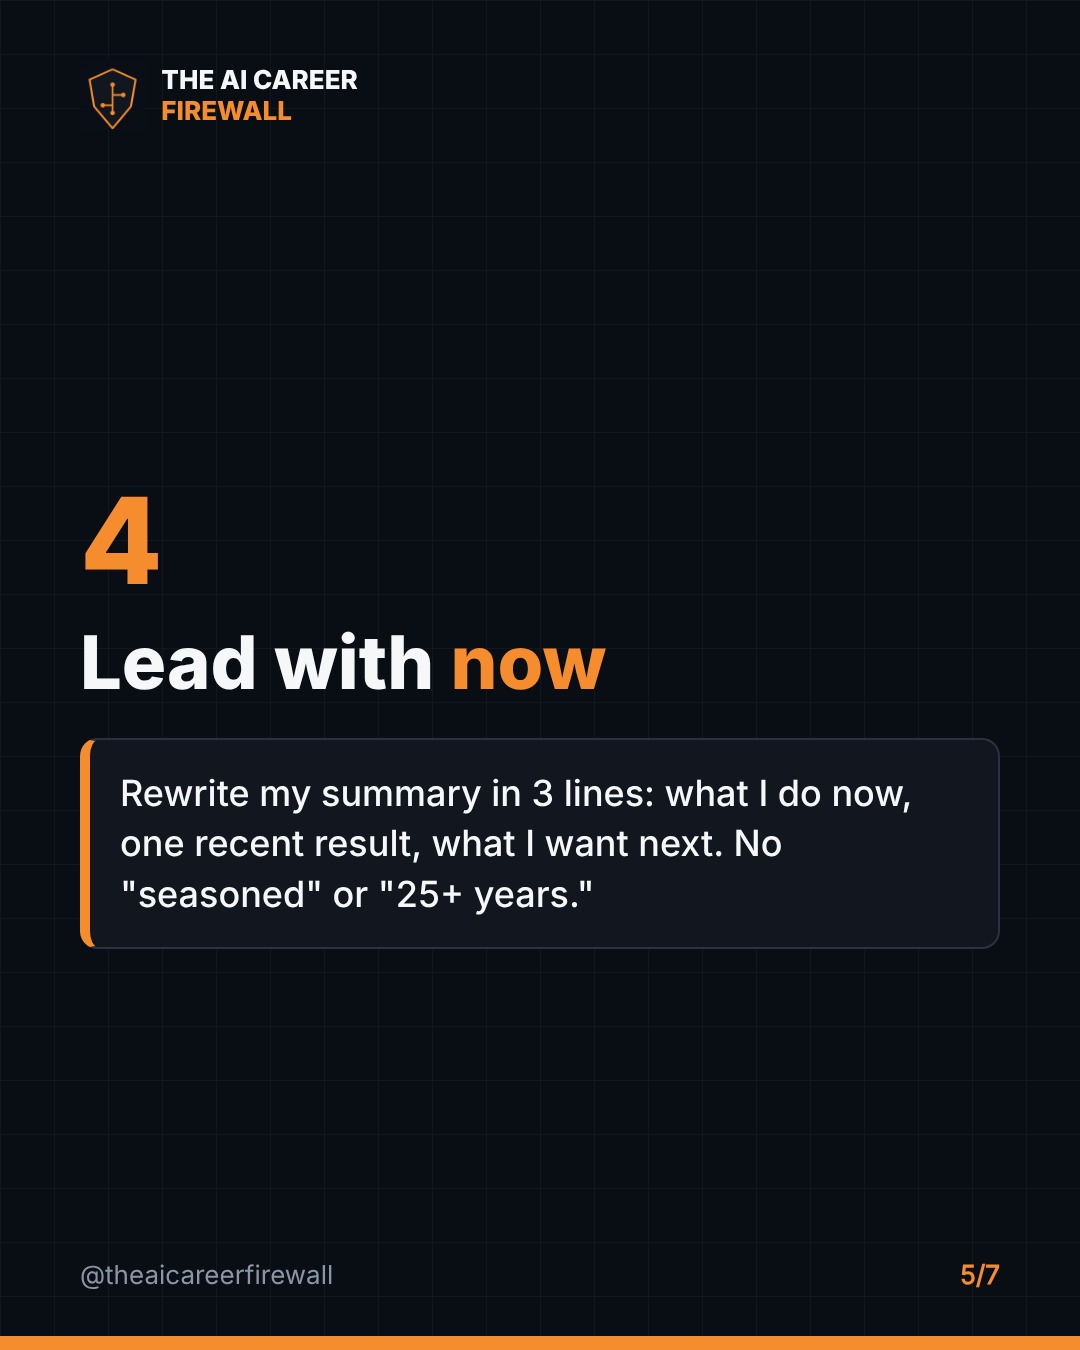 THE AI CAREER
FIREWALL
4
Lead with now
Rewrite my summary in 3 lines: what I do now,
one recent result, what I want next. No
"seasoned" or "25+ years."
@theaicareerfirewall
5/7